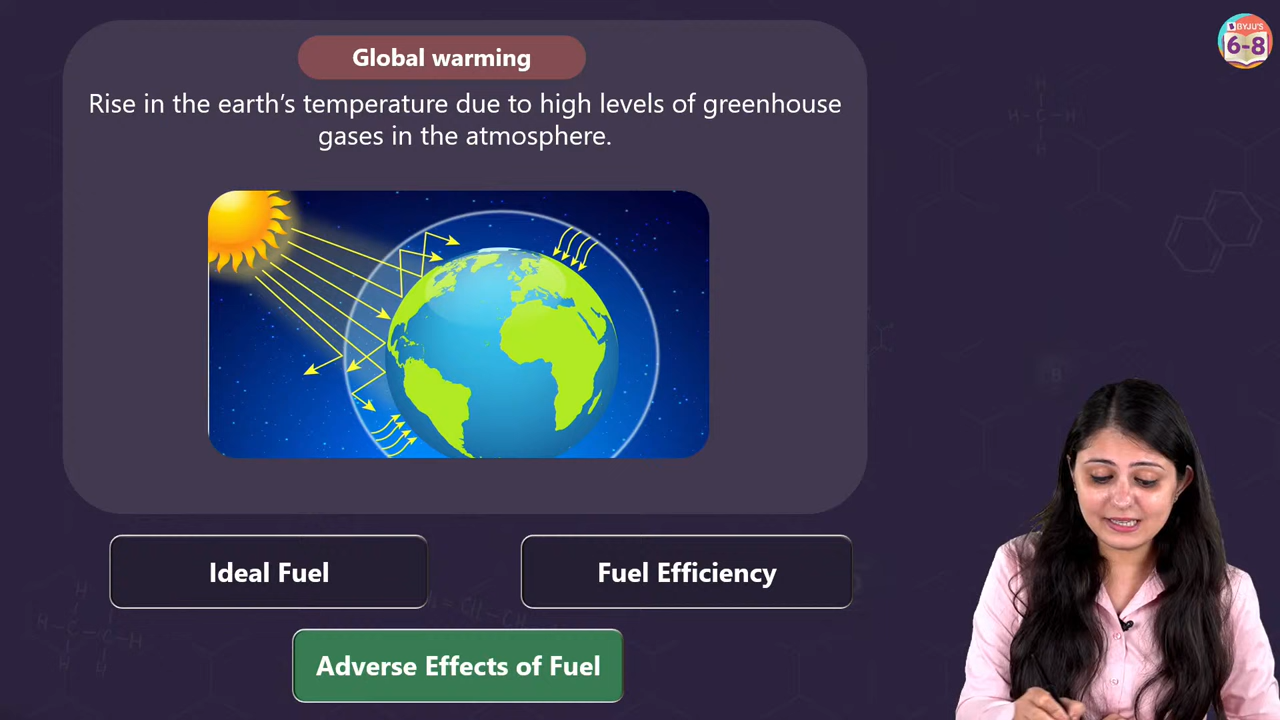 Global warming
Rise in the earth's temperature due to high levels of greenhouse
gases in the atmosphere.
BYJU'S
6-8
Ideal Fuel
Fuel Efficiency
Adverse Effects of Fuel